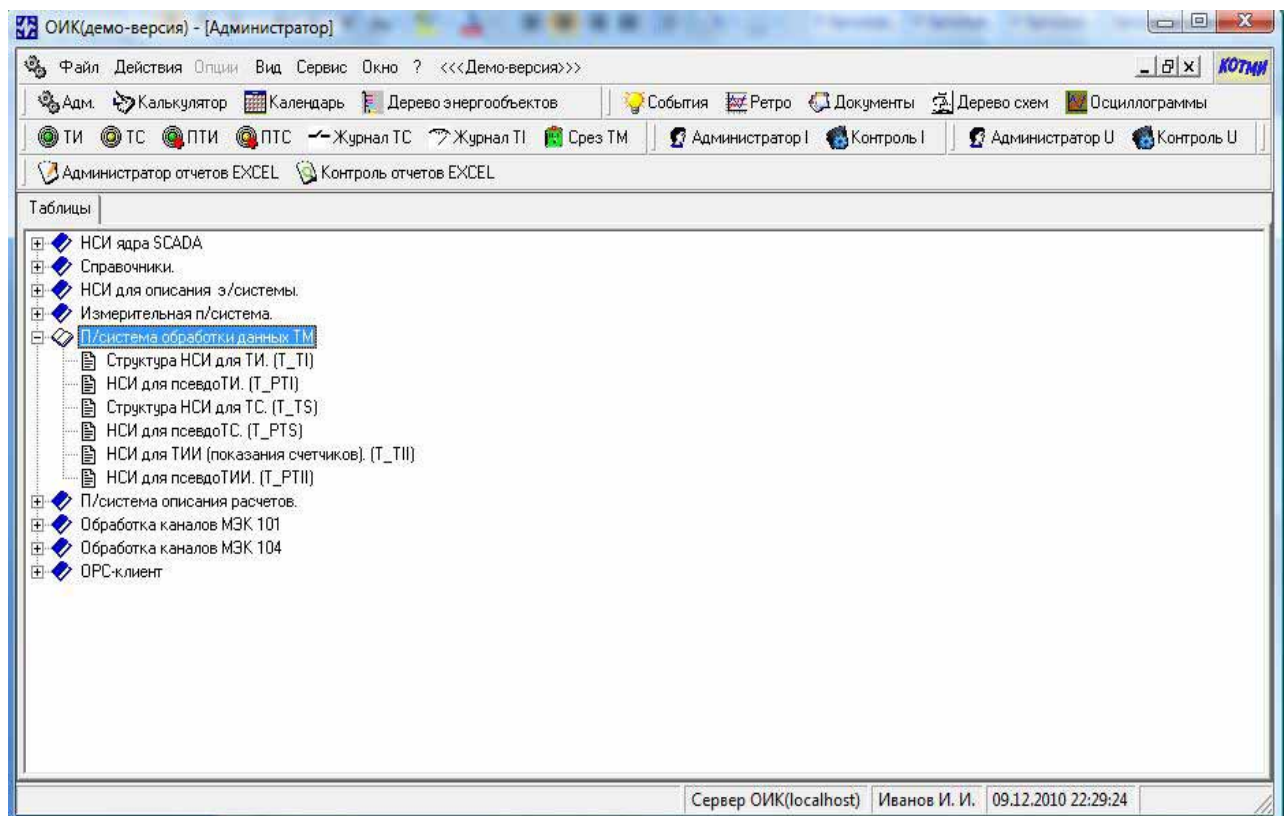 ОИК(демо-версия) - [Администратор]
Файл Действия Опции Вид Сервис Окно ? <<<Демо-версия>>> КОТМИ
Адм. Калькулятор Календарь Дерево энергообъектов События Ретро Документы Дерево схем Осциллограммы
ТИ ТС ПТИ ПТС Журнал ТС Журнал TI Срез ТМ Администратор I Контроль I Администратор U Контроль U
Администратор отчетов EXCEL Контроль отчетов EXCEL
Таблицы
НСИ ядра SCADA
Справочники.
НСИ для описания э/системы.
Измерительная п/система.
П/система обработки данных ТМ
Структура НСИ для ТИ. (T_TI)
НСИ для псевдоТИ. (T_PTI)
Структура НСИ для ТС. (T_TS)
НСИ для псевдоТС. (T_PTS)
НСИ для ТИИ (показания счетчиков). (T_TII)
НСИ для псевдоТИИ. (T_PTII)
П/система описания расчетов.
Обработка каналов МЭК 101
Обработка каналов МЭК 104
OPC-клиент
Сервер ОИК(localhost) Иванов И. И. 09.12.2010 22:29:24